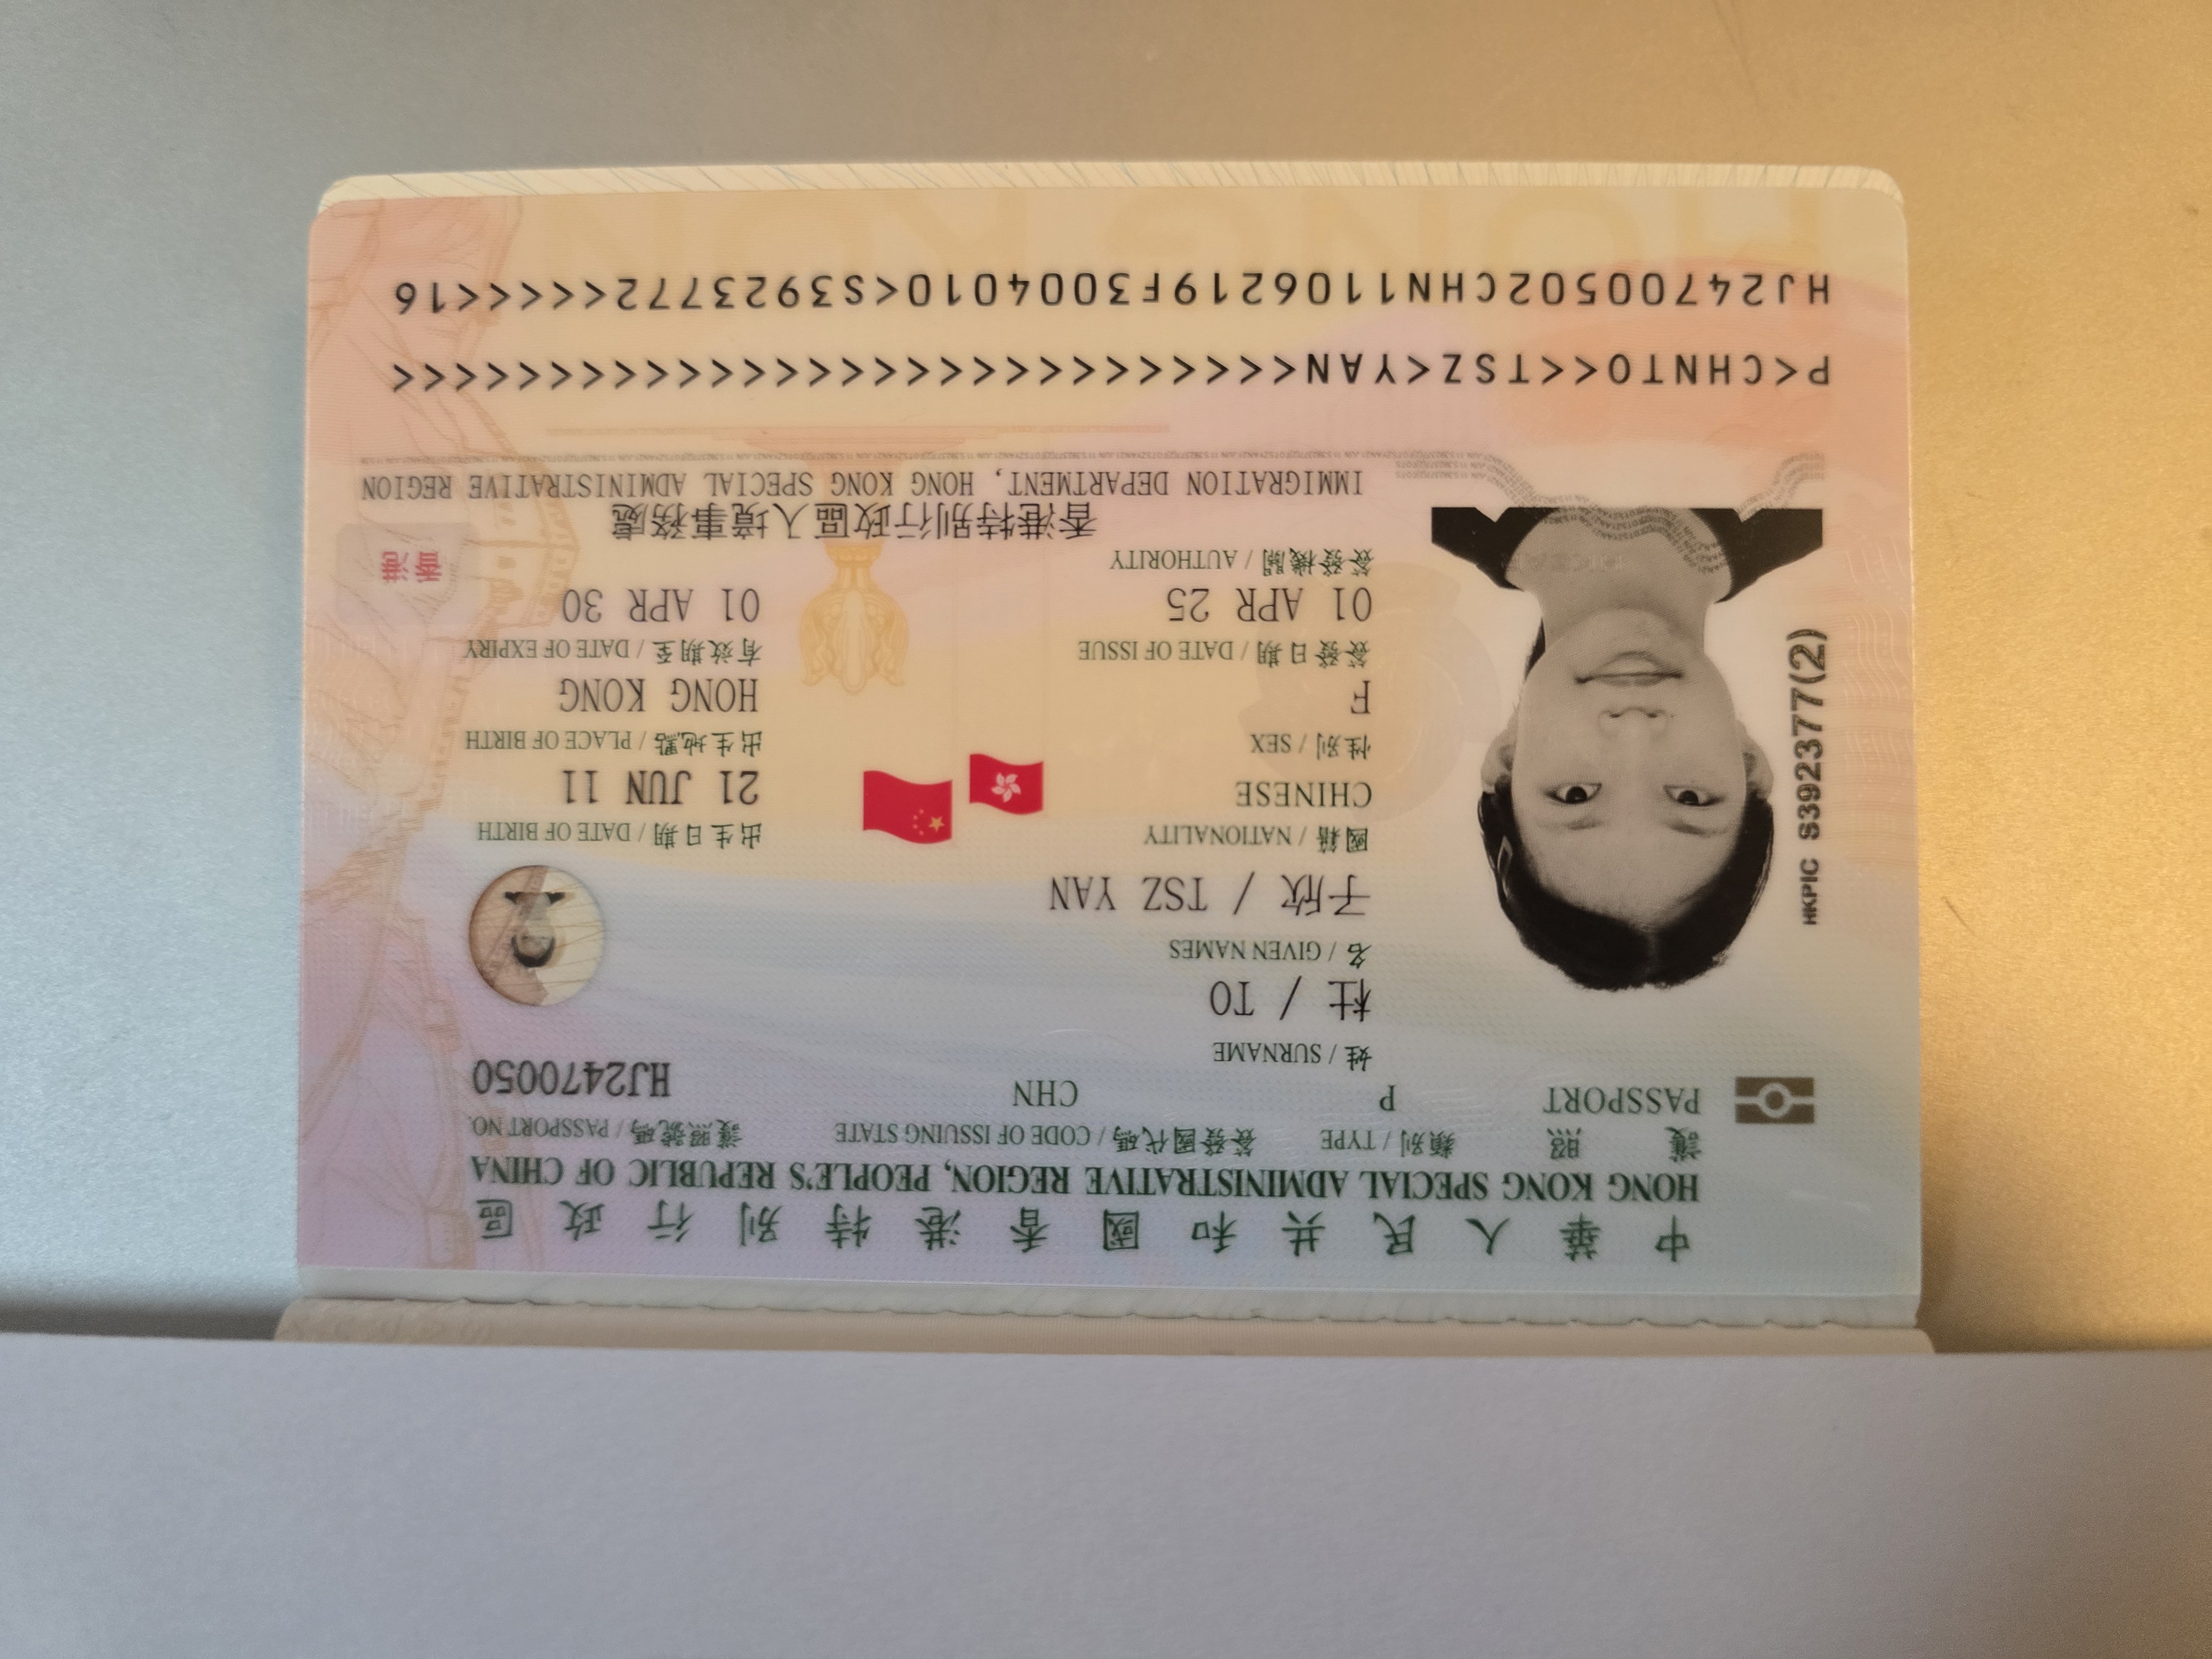 中華人民共和國香港特別行政區
HONG KONG SPECIAL ADMINISTRATIVE REGION, PEOPLE'S REPUBLIC OF CHINA
護照 類別 / TYPE 簽發國代碼 / CODE OF ISSUING STATE 護照號碼 / PASSPORT NO.
PASSPORT P CHN HJ2470050
姓 / SURNAME
杜 / TO
名 / GIVEN NAMES
子欣 / TSZ YAN
國籍 / NATIONALITY 出生日期 / DATE OF BIRTH
CHINESE 21 JUN 11
性別 / SEX 出生地點 / PLACE OF BIRTH
F HONG KONG
簽發日期 / DATE OF ISSUE 有效期至 / DATE OF EXPIRY
01 APR 25 01 APR 30
簽發機關 / AUTHORITY
香港特別行政區入境事務處
IMMIGRATION DEPARTMENT, HONG KONG SPECIAL ADMINISTRATIVE REGION
香港
HKPIC S392377(2)
P<CHNTO<<TSZ<YAN<<<<<<<<<<<<<<<<<<<<<<<<<<<<
HJ24700502CHN1106219F3004010<S3923772<<<<<16
HONG KONG